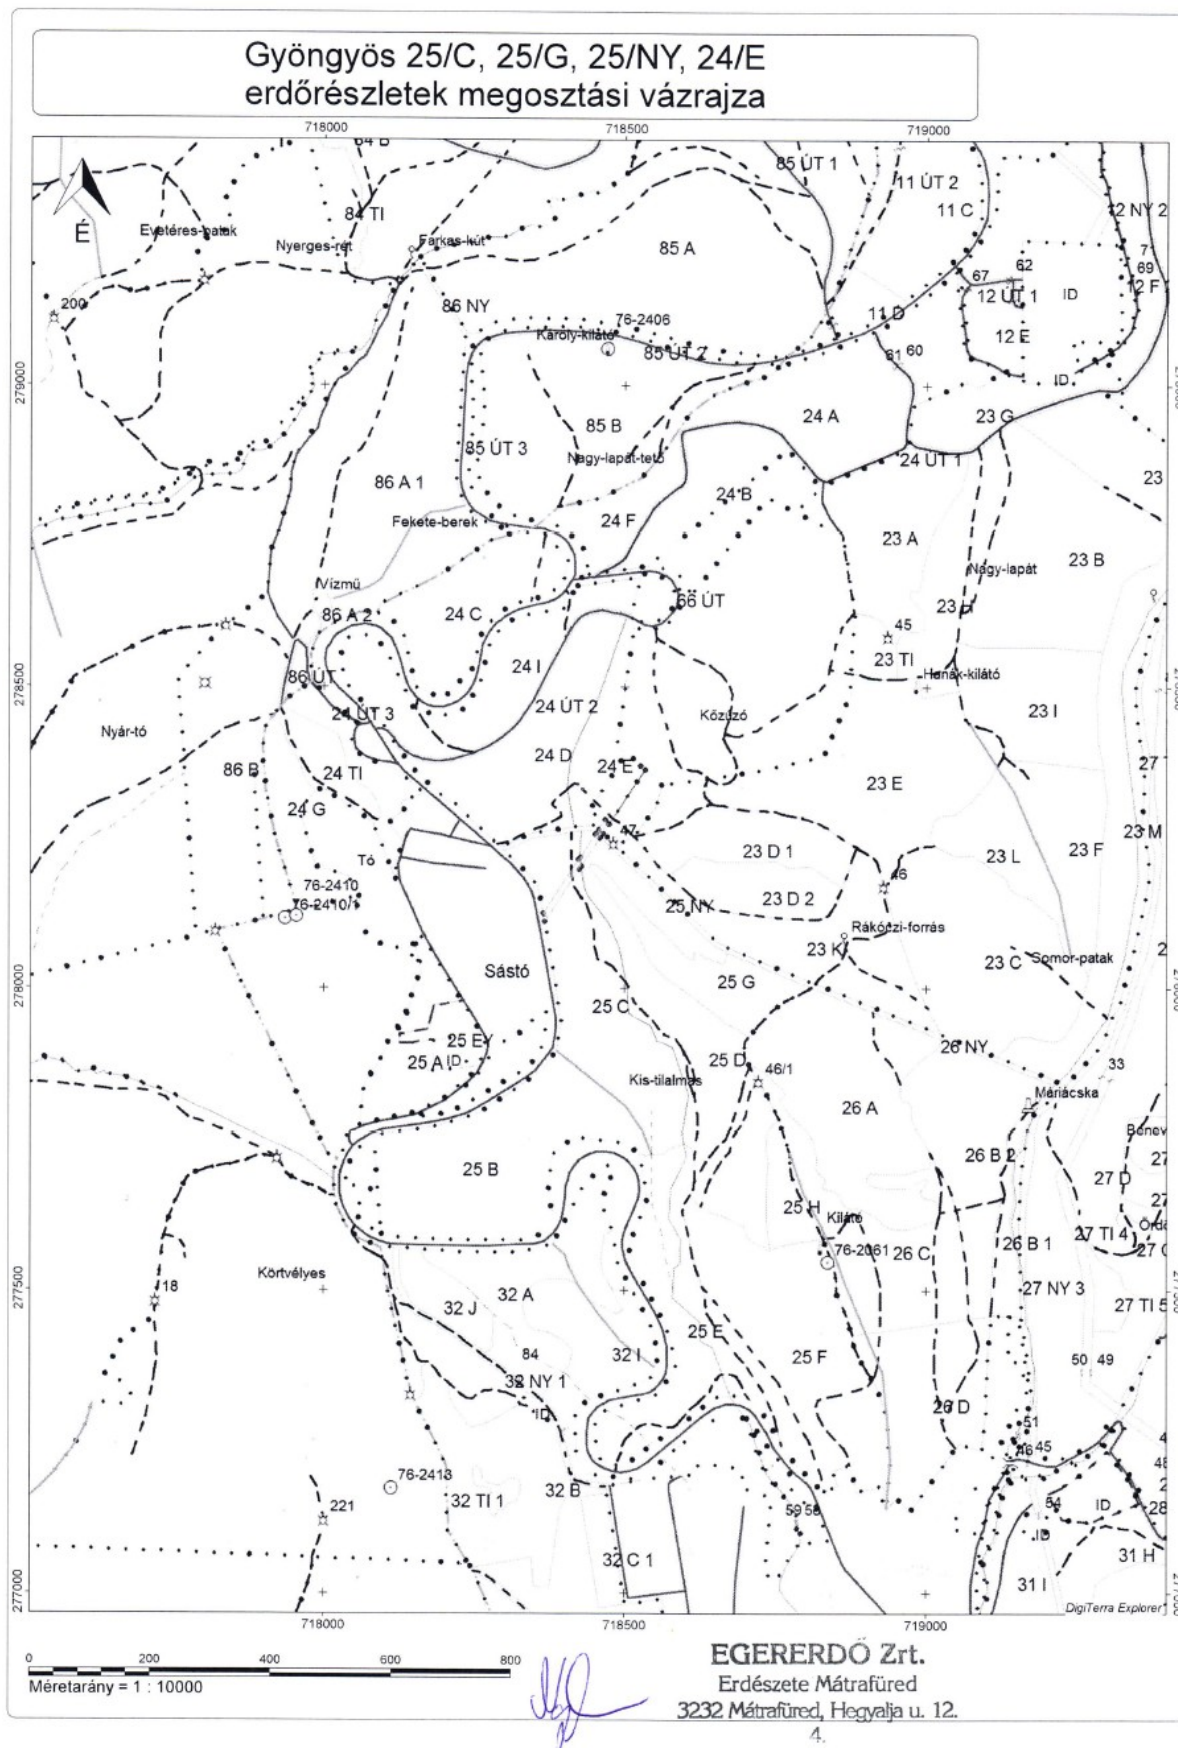 Gyöngyös 25/C, 25/G, 25/NY, 24/E
erdőrészletek megosztási vázrajza
718000
718500
719000
84 B
85 ÚT 1
11 ÚT 2
11 C
12 NY 2
84 TI
Evetéres-patak
Nyerges-rét
Farkas-kút
85 A
É
62
67
69
12 ÚT 1
ID
12 F
200
86 NY
76-2406
11 D
Károly-kilátó
85 ÚT 2
12 E
61
60
ID
279000
85 B
24 A
23 G
85 ÚT 3
Nagy-lapát-tető
24 ÚT 1
86 A 1
24 B
23
Fekete-berek
24 F
23 A
23 B
Nagy-lapát
Vízmű
86 A 2
24 C
66 ÚT
45
23 TI
24 I
Hanák-kilátó
278500
86 ÚT
24 ÚT 3
24 ÚT 2
Kőzúzó
23 I
Nyár-tó
86 B
24 TI
24 D
24 E
27
23 E
24 G
47
23 M
Tó
23 D 1
23 L
23 F
76-2410
76-2410/1
23 D 2
46
25 NY
Rákóczi-forrás
23 K
23 C
Somor-patak
278000
Sástó
25 G
25 C
25 E
25 A
ID
26 NY
25 D
Kis-tilalmas
46/1
33
Máriácska
26 A
Benev
25 B
26 B 2
27
27 D
25 H
Kilátó
27
26 B 1
27 TI 4
76-2061
26 C
Körtvélyes
277500
18
32 A
32 J
27 NY 3
27 TI 5
25 E
84
32 I
25 F
50
49
32 NY 1
ID
26 D
51
46
45
76-2413
221
32 TI 1
32 B
59
58
54
ID
28
ID
32 C 1
31 H
31 I
277000
DigiTerra Explorer
718000
718500
719000
0
200
400
600
800
Méretarány = 1 : 10000
EGERERDŐ Zrt.
Erdészete Mátrafüred
3232 Mátrafüred, Hegyalja u. 12.
4.